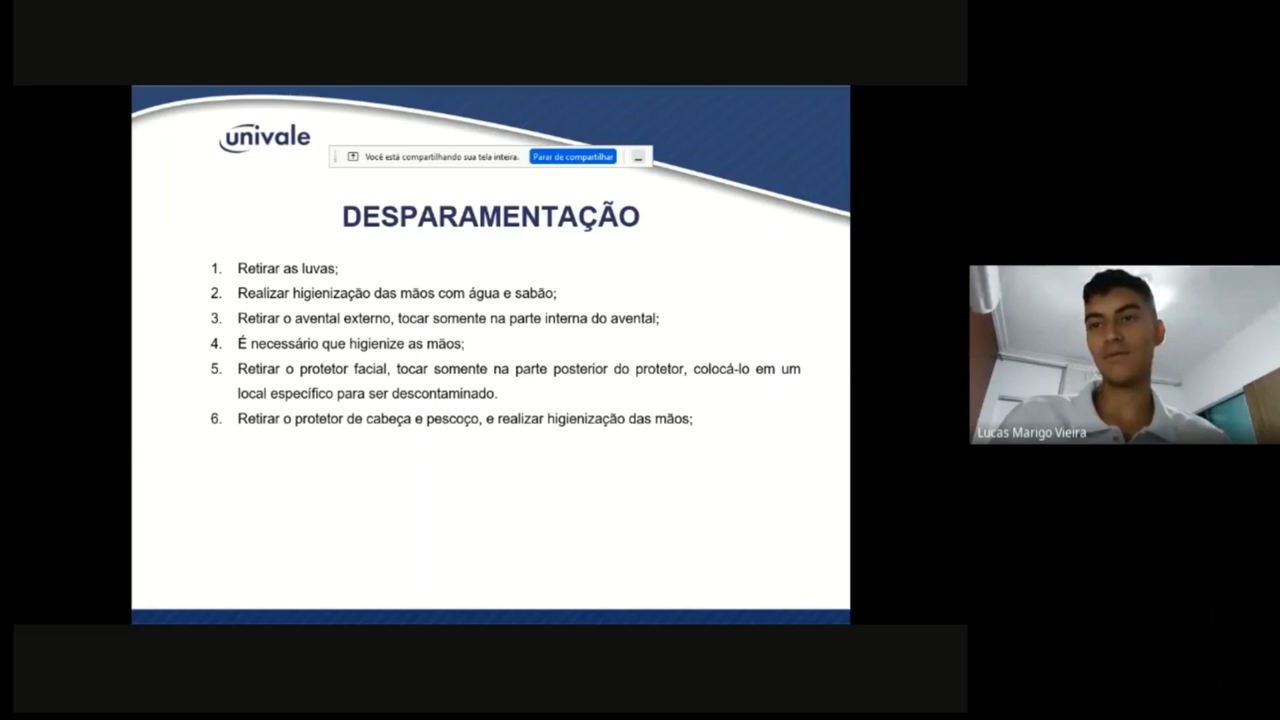 univale
Você está compartilhando sua tela inteira. Parar de compartilhar
DESPARAMENTAÇÃO
1. Retirar as luvas;
2. Realizar higienização das mãos com água e sabão;
3. Retirar o avental externo, tocar somente na parte interna do avental;
4. É necessário que higienize as mãos;
5. Retirar o protetor facial, tocar somente na parte posterior do protetor, colocá-lo em um
local específico para ser descontaminado.
6. Retirar o protetor de cabeça e pescoço, e realizar higienização das mãos;
Lucas Marigo Vieira